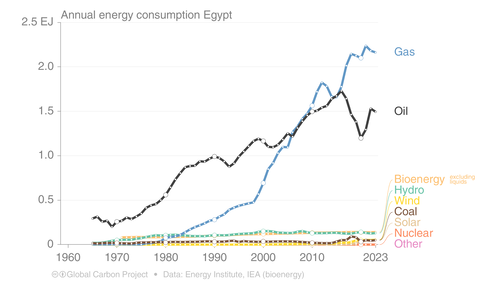 Annual energy consumption Egypt
2.5 EJ
2.0
1.5
1.0
0.5
0
1960
1970
1980
1990
2000
2010
2023
Gas
Oil
Bioenergy excluding liquids
Hydro
Wind
Coal
Solar
Nuclear
Other
Global Carbon Project • Data: Energy Institute, IEA (bioenergy)